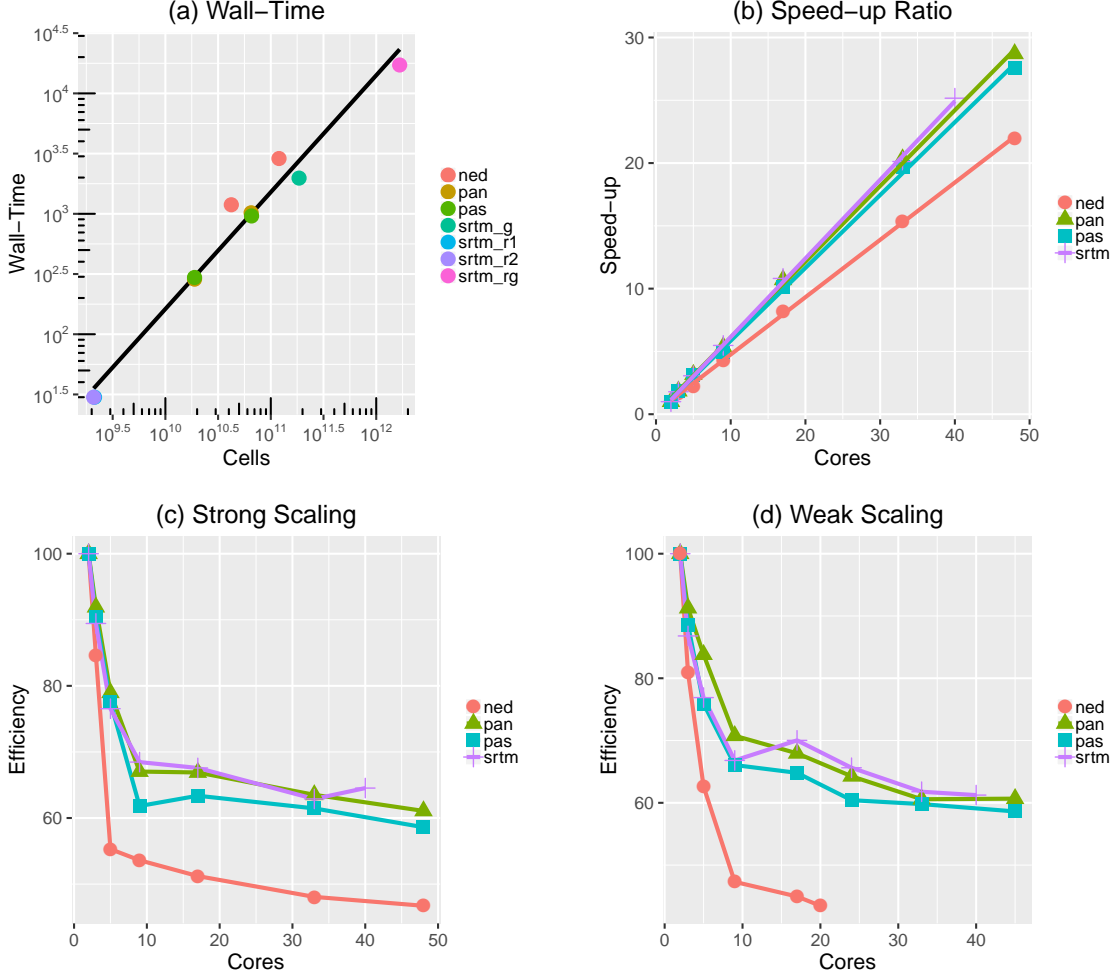 (a) Wall−Time
10^4.5
10^4
10^3.5
10^3
10^2.5
10^2
10^1.5
Wall−Time
10^9.5 10^10 10^10.5 10^11 10^11.5 10^12
Cells
ned
pan
pas
srtm_g
srtm_r1
srtm_r2
srtm_rg
(b) Speed−up Ratio
30
20
10
0
Speed−up
0 10 20 30 40 50
Cores
ned
pan
pas
srtm
(c) Strong Scaling
100
80
60
Efficiency
0 10 20 30 40 50
Cores
ned
pan
pas
srtm
(d) Weak Scaling
100
80
60
Efficiency
0 10 20 30 40
Cores
ned
pan
pas
srtm